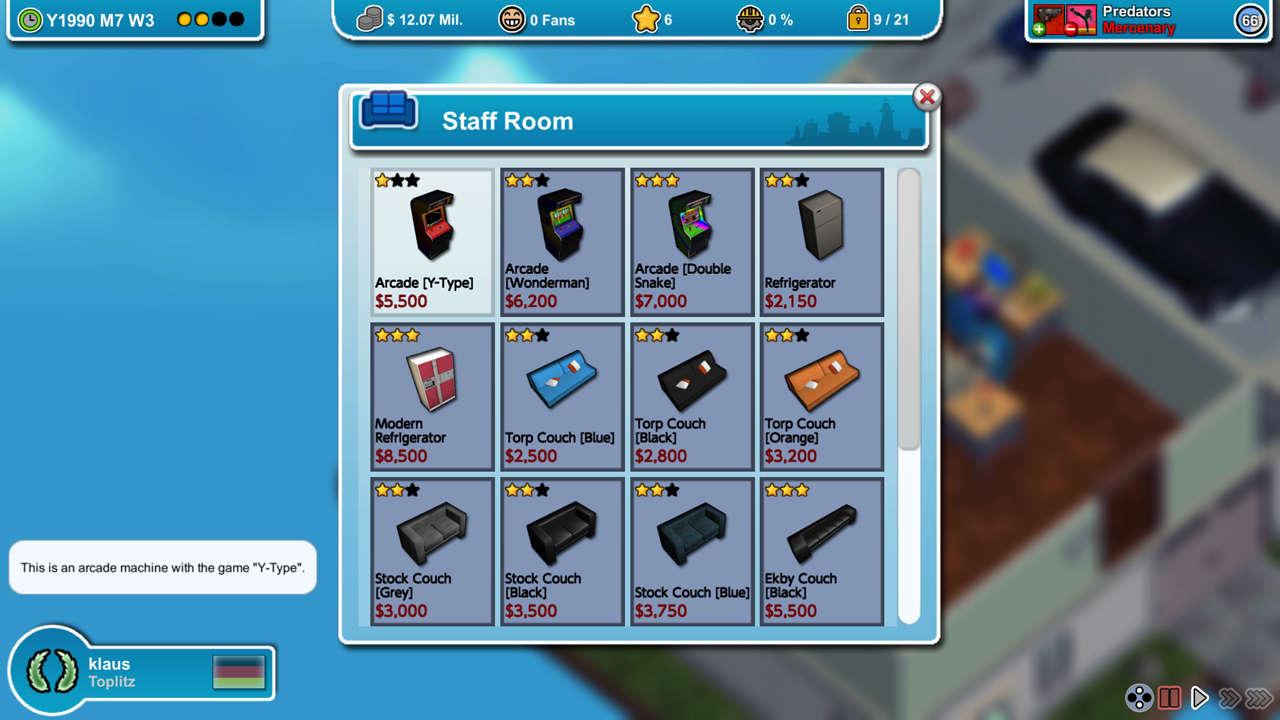 Y1990 M7 W3
$ 12.07 Mil.
0 Fans
6
0 %
9 / 21
Predators
Mercenary
66
Staff Room
Arcade [Y-Type]
$5,500
Arcade
[Wonderman]
$6,200
Arcade [Double
Snake]
$7,000
Refrigerator
$2,150
Modern
Refrigerator
$8,500
Torp Couch [Blue]
$2,500
Torp Couch
[Black]
$2,800
Torp Couch
[Orange]
$3,200
Stock Couch
[Grey]
$3,000
Stock Couch
[Black]
$3,500
Stock Couch [Blue]
$3,750
Ekby Couch
[Black]
$5,500
This is an arcade machine with the game "Y-Type".
klaus
Toplitz